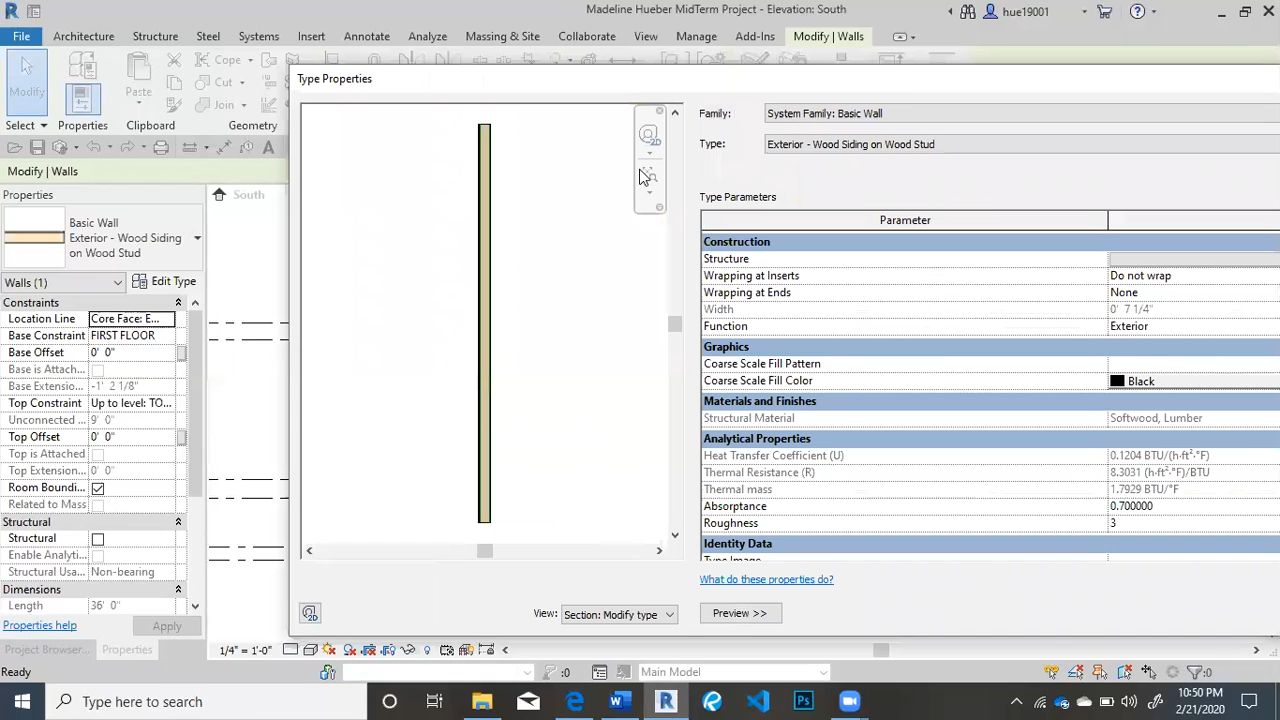 Madeline Hueber MidTerm Project - Elevation: South
hue19001
File Architecture Structure Steel Systems Insert Annotate Analyze Massing & Site Collaborate View Manage Add-Ins Modify | Walls
Modify
Paste
Cope
Cut
Join
Select Properties Clipboard Geometry
Modify | Walls
Properties
South
Basic Wall
Exterior - Wood Siding
on Wood Stud
Walls (1)
Edit Type
Constraints
Location Line Core Face: E...
Base Constraint FIRST FLOOR
Base Offset 0' 0"
Base is Attach...
Base Extension... -1' 2 1/8"
Top Constraint Up to level: TO...
Unconnected ... 9' 0"
Top Offset 0' 0"
Top is Attached
Top Extension... 0' 0"
Room Boundi...
Related to Mass
Structural
Structural
Enable Analyti...
Structural Usa... Non-bearing
Dimensions
Length 36' 0"
Properties help
Apply
Project Browser... Properties
Type Properties
2D
2D
View: Section: Modify type
Preview >>
Family: System Family: Basic Wall
Type: Exterior - Wood Siding on Wood Stud
Type Parameters
Parameter
Construction
Structure
Wrapping at Inserts Do not wrap
Wrapping at Ends None
Width 0' 7 1/4"
Function Exterior
Graphics
Coarse Scale Fill Pattern
Coarse Scale Fill Color Black
Materials and Finishes
Structural Material Softwood, Lumber
Analytical Properties
Heat Transfer Coefficient (U) 0.1204 BTU/(h·ft²·°F)
Thermal Resistance (R) 8.3031 (h·ft²·°F)/BTU
Thermal mass 1.7929 BTU/°F
Absorptance 0.700000
Roughness 3
Identity Data
Type Image
What do these properties do?
1/4" = 1'-0"
Ready
:0
Main Model
:0
Type here to search
10:50 PM
2/21/2020